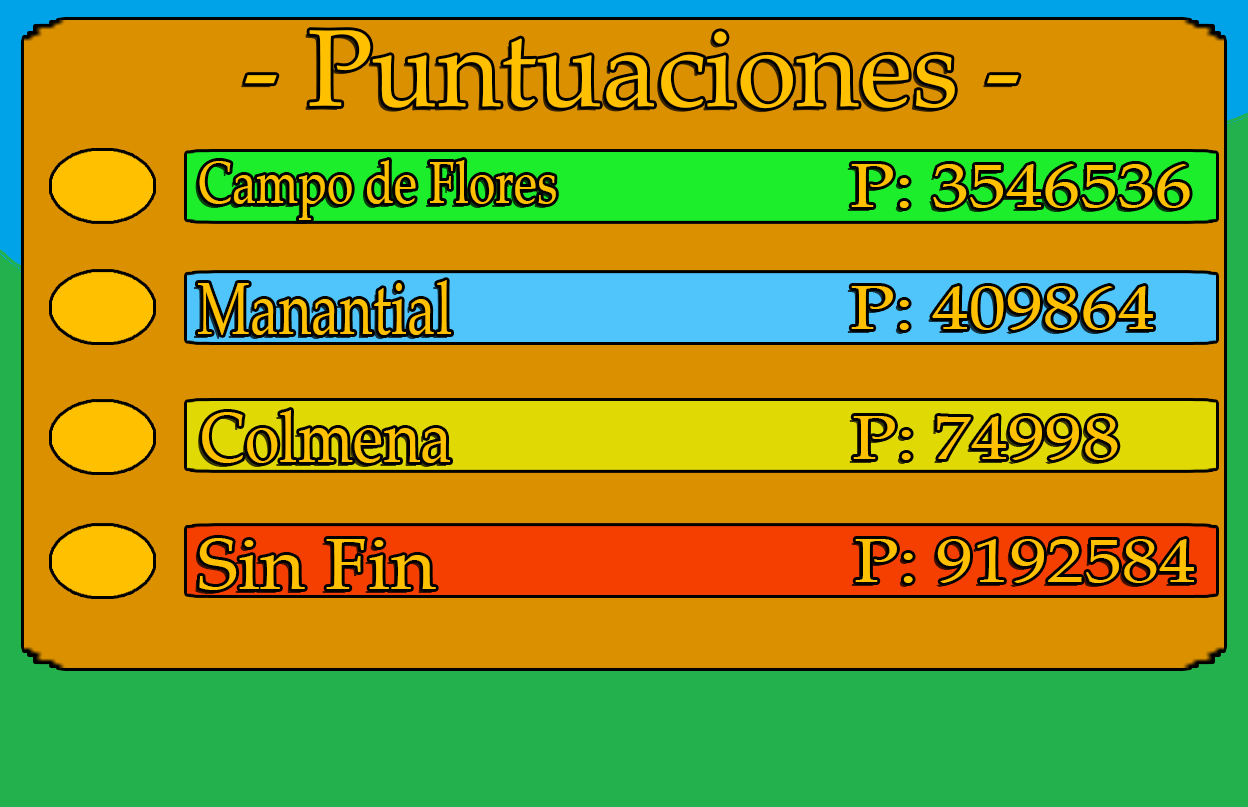 - Puntuaciones -
Campo de Flores P: 3546536
Manantial P: 409864
Colmena P: 74998
Sin Fin P: 9192584